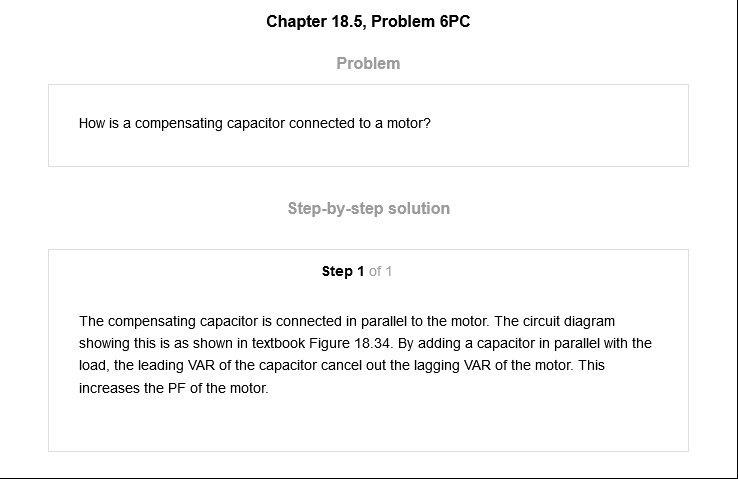 Chapter 18.5, Problem 6PC
Problem
How is a compensating capacitor connected to a motor?
Step-by-step solution
Step 1 of 1
The compensating capacitor is connected in parallel to the motor. The circuit diagram
showing this is as shown in textbook Figure 18.34. By adding a capacitor in parallel with the
load, the leading VAR of the capacitor cancel out the lagging VAR of the motor. This
increases the PF of the motor.